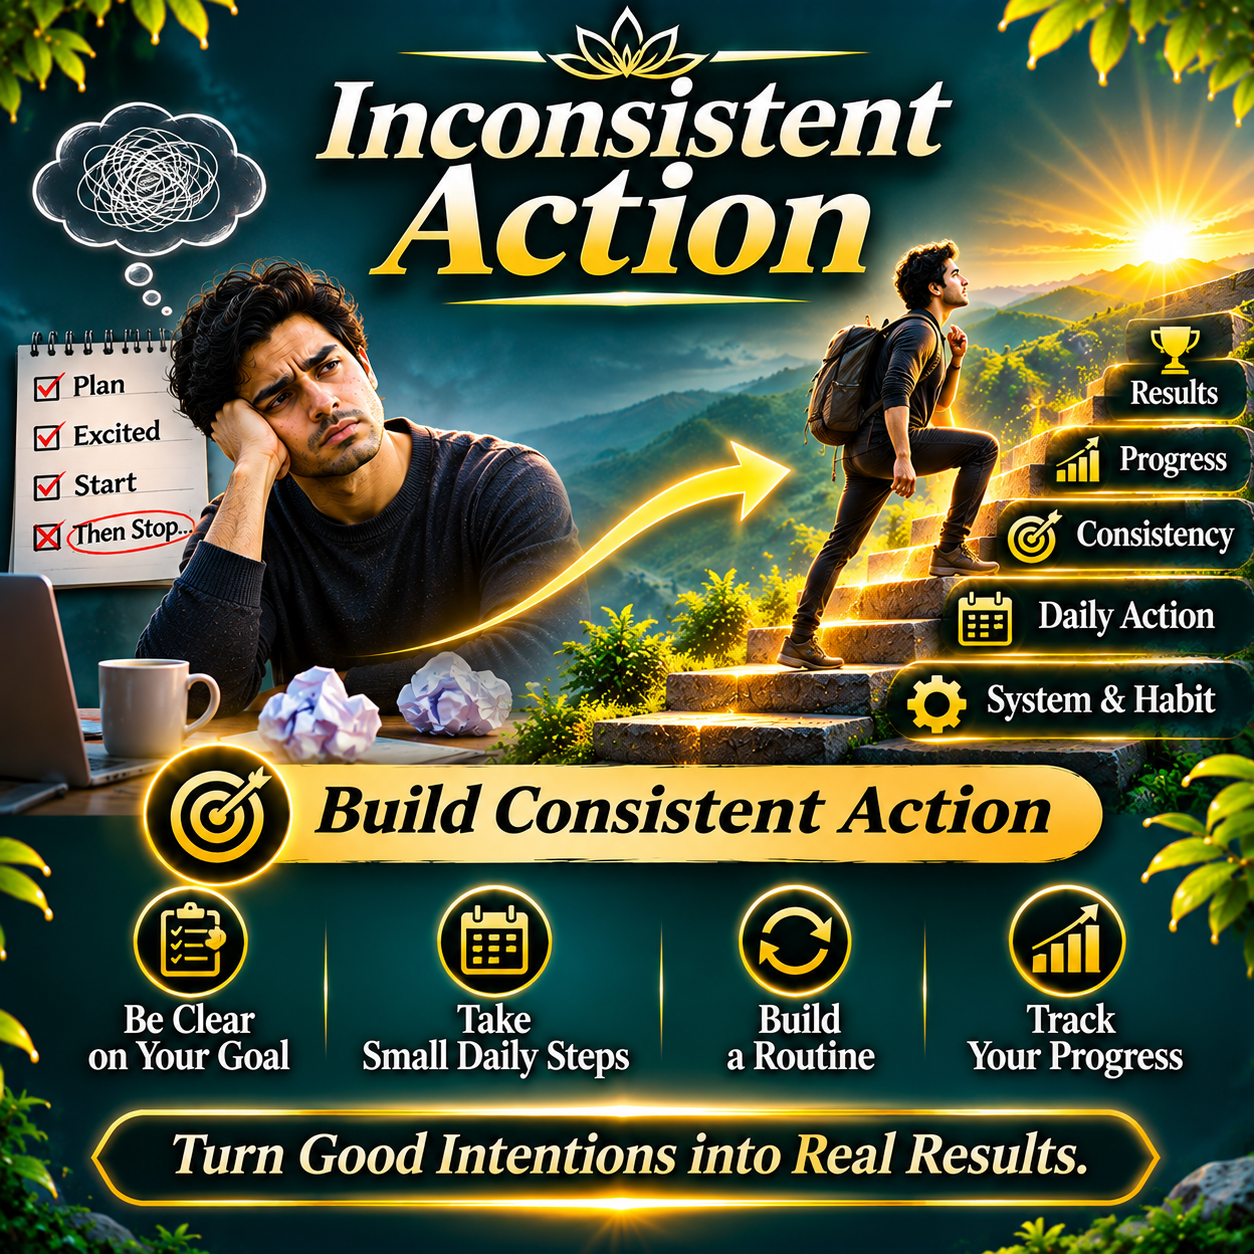 Inconsistent
Action
Plan
Excited
Start
Then Stop...
Results
Progress
Consistency
Daily Action
System & Habit
Build Consistent Action
Be Clear
on Your Goal
Take
Small Daily Steps
Build
a Routine
Track
Your Progress
Turn Good Intentions into Real Results.